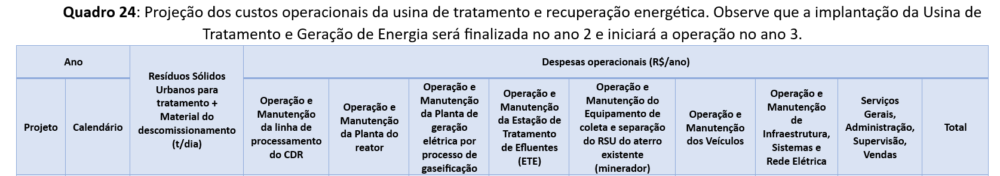 Quadro 24: Projeção dos custos operacionais da usina de tratamento e recuperação energética. Observe que a implantação da Usina de
Tratamento e Geração de Energia será finalizada no ano 2 e iniciará a operação no ano 3.
Ano
Projeto
Calendário
Resíduos Sólidos
Urbanos para
tratamento +
Material do
descomissionamento
(t/dia)
Despesas operacionais (R$/ano)
Operação e
Manutenção
da linha de
processamento
do CDR
Operação e
Manutenção
da Planta do
reator
Operação e
Manutenção
da Planta de
geração
elétrica por
processo de
gaseificação
Operação e
Manutenção
da Estação de
Tratamento
de Efluentes
(ETE)
Operação e
Manutenção do
Equipamento de
coleta e separação
do RSU do aterro
existente
(minerador)
Operação e
Manutenção
dos Veículos
Operação e
Manutenção
de
Infraestrutura,
Sistemas e
Rede Elétrica
Serviços
Gerais,
Administração,
Supervisão,
Vendas
Total